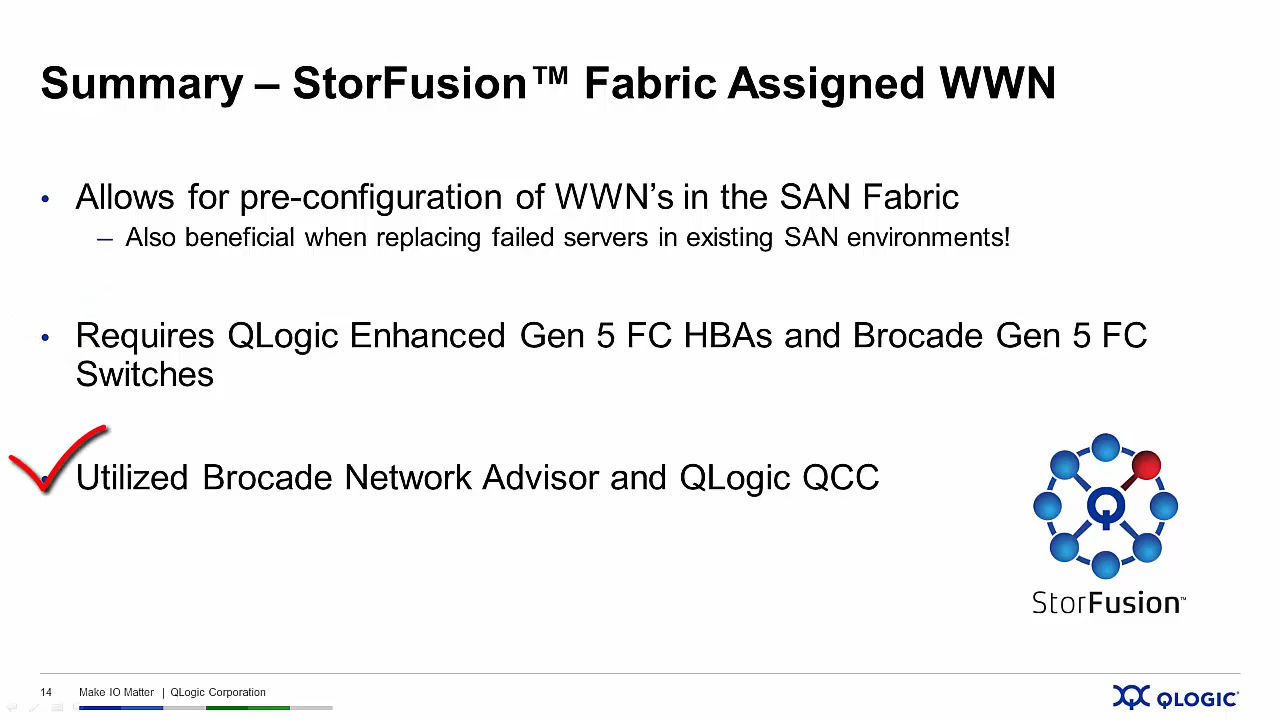 Summary – StorFusion™ Fabric Assigned WWN
• Allows for pre-configuration of WWN’s in the SAN Fabric
– Also beneficial when replacing failed servers in existing SAN environments!
• Requires QLogic Enhanced Gen 5 FC HBAs and Brocade Gen 5 FC
Switches
• Utilized Brocade Network Advisor and QLogic QCC
Q
StorFusion™
14 Make IO Matter | QLogic Corporation
QLOGIC®